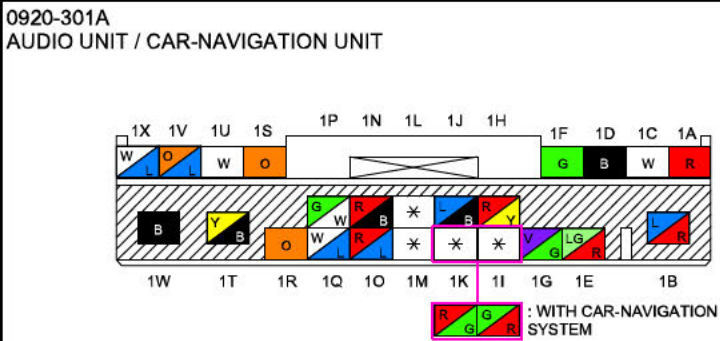 0920-301A
AUDIO UNIT / CAR-NAVIGATION UNIT
1X 1V 1U 1S 1P 1N 1L 1J 1H 1F 1D 1C 1A
W L O L W O G B W R
B Y B G W R B * L B R Y L R
O W L R L * * * V G LG R
1W 1T 1R 1Q 1O 1M 1K 1I 1G 1E 1B
R G G R : WITH CAR-NAVIGATION
SYSTEM